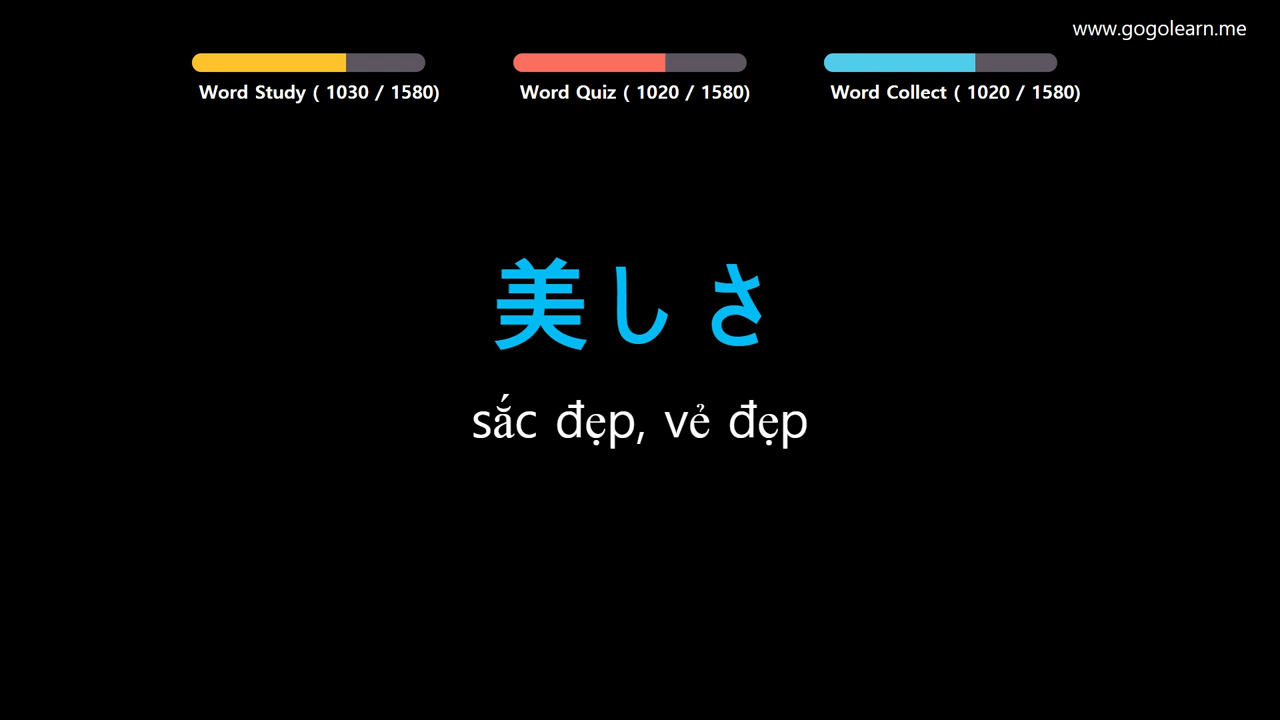 www.gogolearn.me
Word Study ( 1030 / 1580)
Word Quiz ( 1020 / 1580)
Word Collect ( 1020 / 1580)
美しさ
sắc đẹp, vẻ đẹp